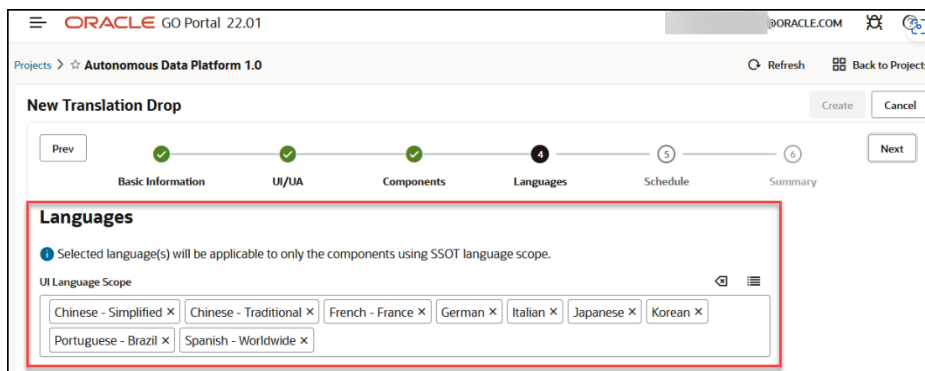 ORACLE GO Portal 22.01
@ORACLE.COM
Projects > Autonomous Data Platform 1.0
Refresh
Back to Projects
New Translation Drop
Create
Cancel
Prev
4
5
6
Next
Basic Information
UI/UA
Components
Languages
Schedule
Summary
Languages
Selected language(s) will be applicable to only the components using SSOT language scope.
UI Language Scope
Chinese - Simplified × Chinese - Traditional × French - France × German × Italian × Japanese × Korean ×
Portuguese - Brazil × Spanish - Worldwide ×